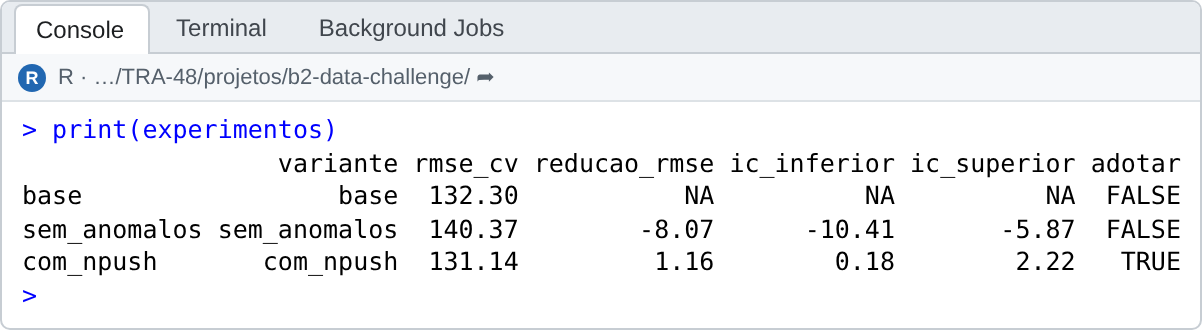 Console Terminal Background Jobs
R R · …/TRA-48/projetos/b2-data-challenge/ ➦
> print(experimentos)
variante rmse_cv reducao_rmse ic_inferior ic_superior adotar
base base 132.30 NA NA NA FALSE
sem_anomalos sem_anomalos 140.37 -8.07 -10.41 -5.87 FALSE
com_npush com_npush 131.14 1.16 0.18 2.22 TRUE
>